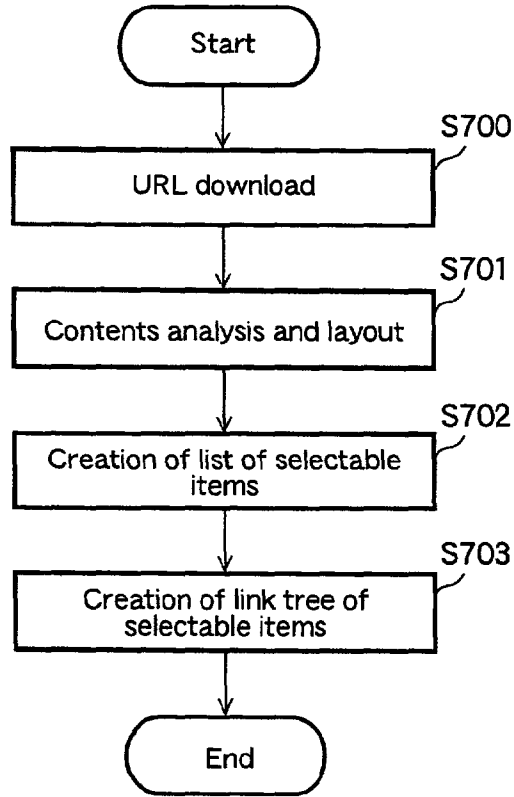 Start
S700
URL download
S701
Contents analysis and layout
S702
Creation of list of selectable
items
S703
Creation of link tree of
selectable items
End